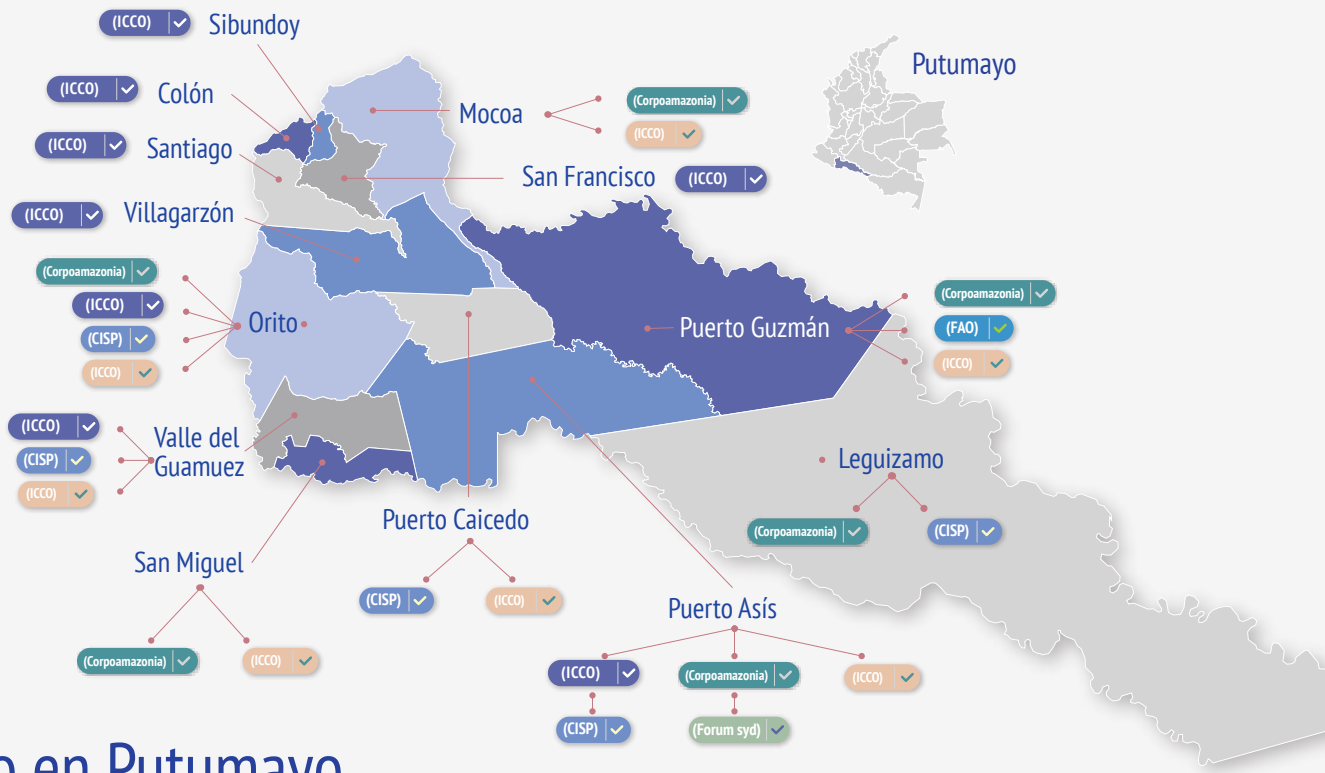 (ICCO)
Sibundoy
(ICCO)
Colón
(ICCO)
Santiago
(ICCO)
Villagarzón
Mocoa
(Corpoamazonia)
(ICCO)
San Francisco
(ICCO)
Putumayo
(Corpoamazonia)
(ICCO)
(CISP)
(ICCO)
Orito
Puerto Guzmán
(Corpoamazonia)
(FAO)
(ICCO)
(ICCO)
(CISP)
(ICCO)
Valle del
Guamuez
Leguizamo
(Corpoamazonia)
(CISP)
Puerto Caicedo
(CISP)
(ICCO)
San Miguel
(Corpoamazonia)
(ICCO)
Puerto Asís
(ICCO)
(Corpoamazonia)
(ICCO)
(CISP)
(Forum syd)
o en Putumayo